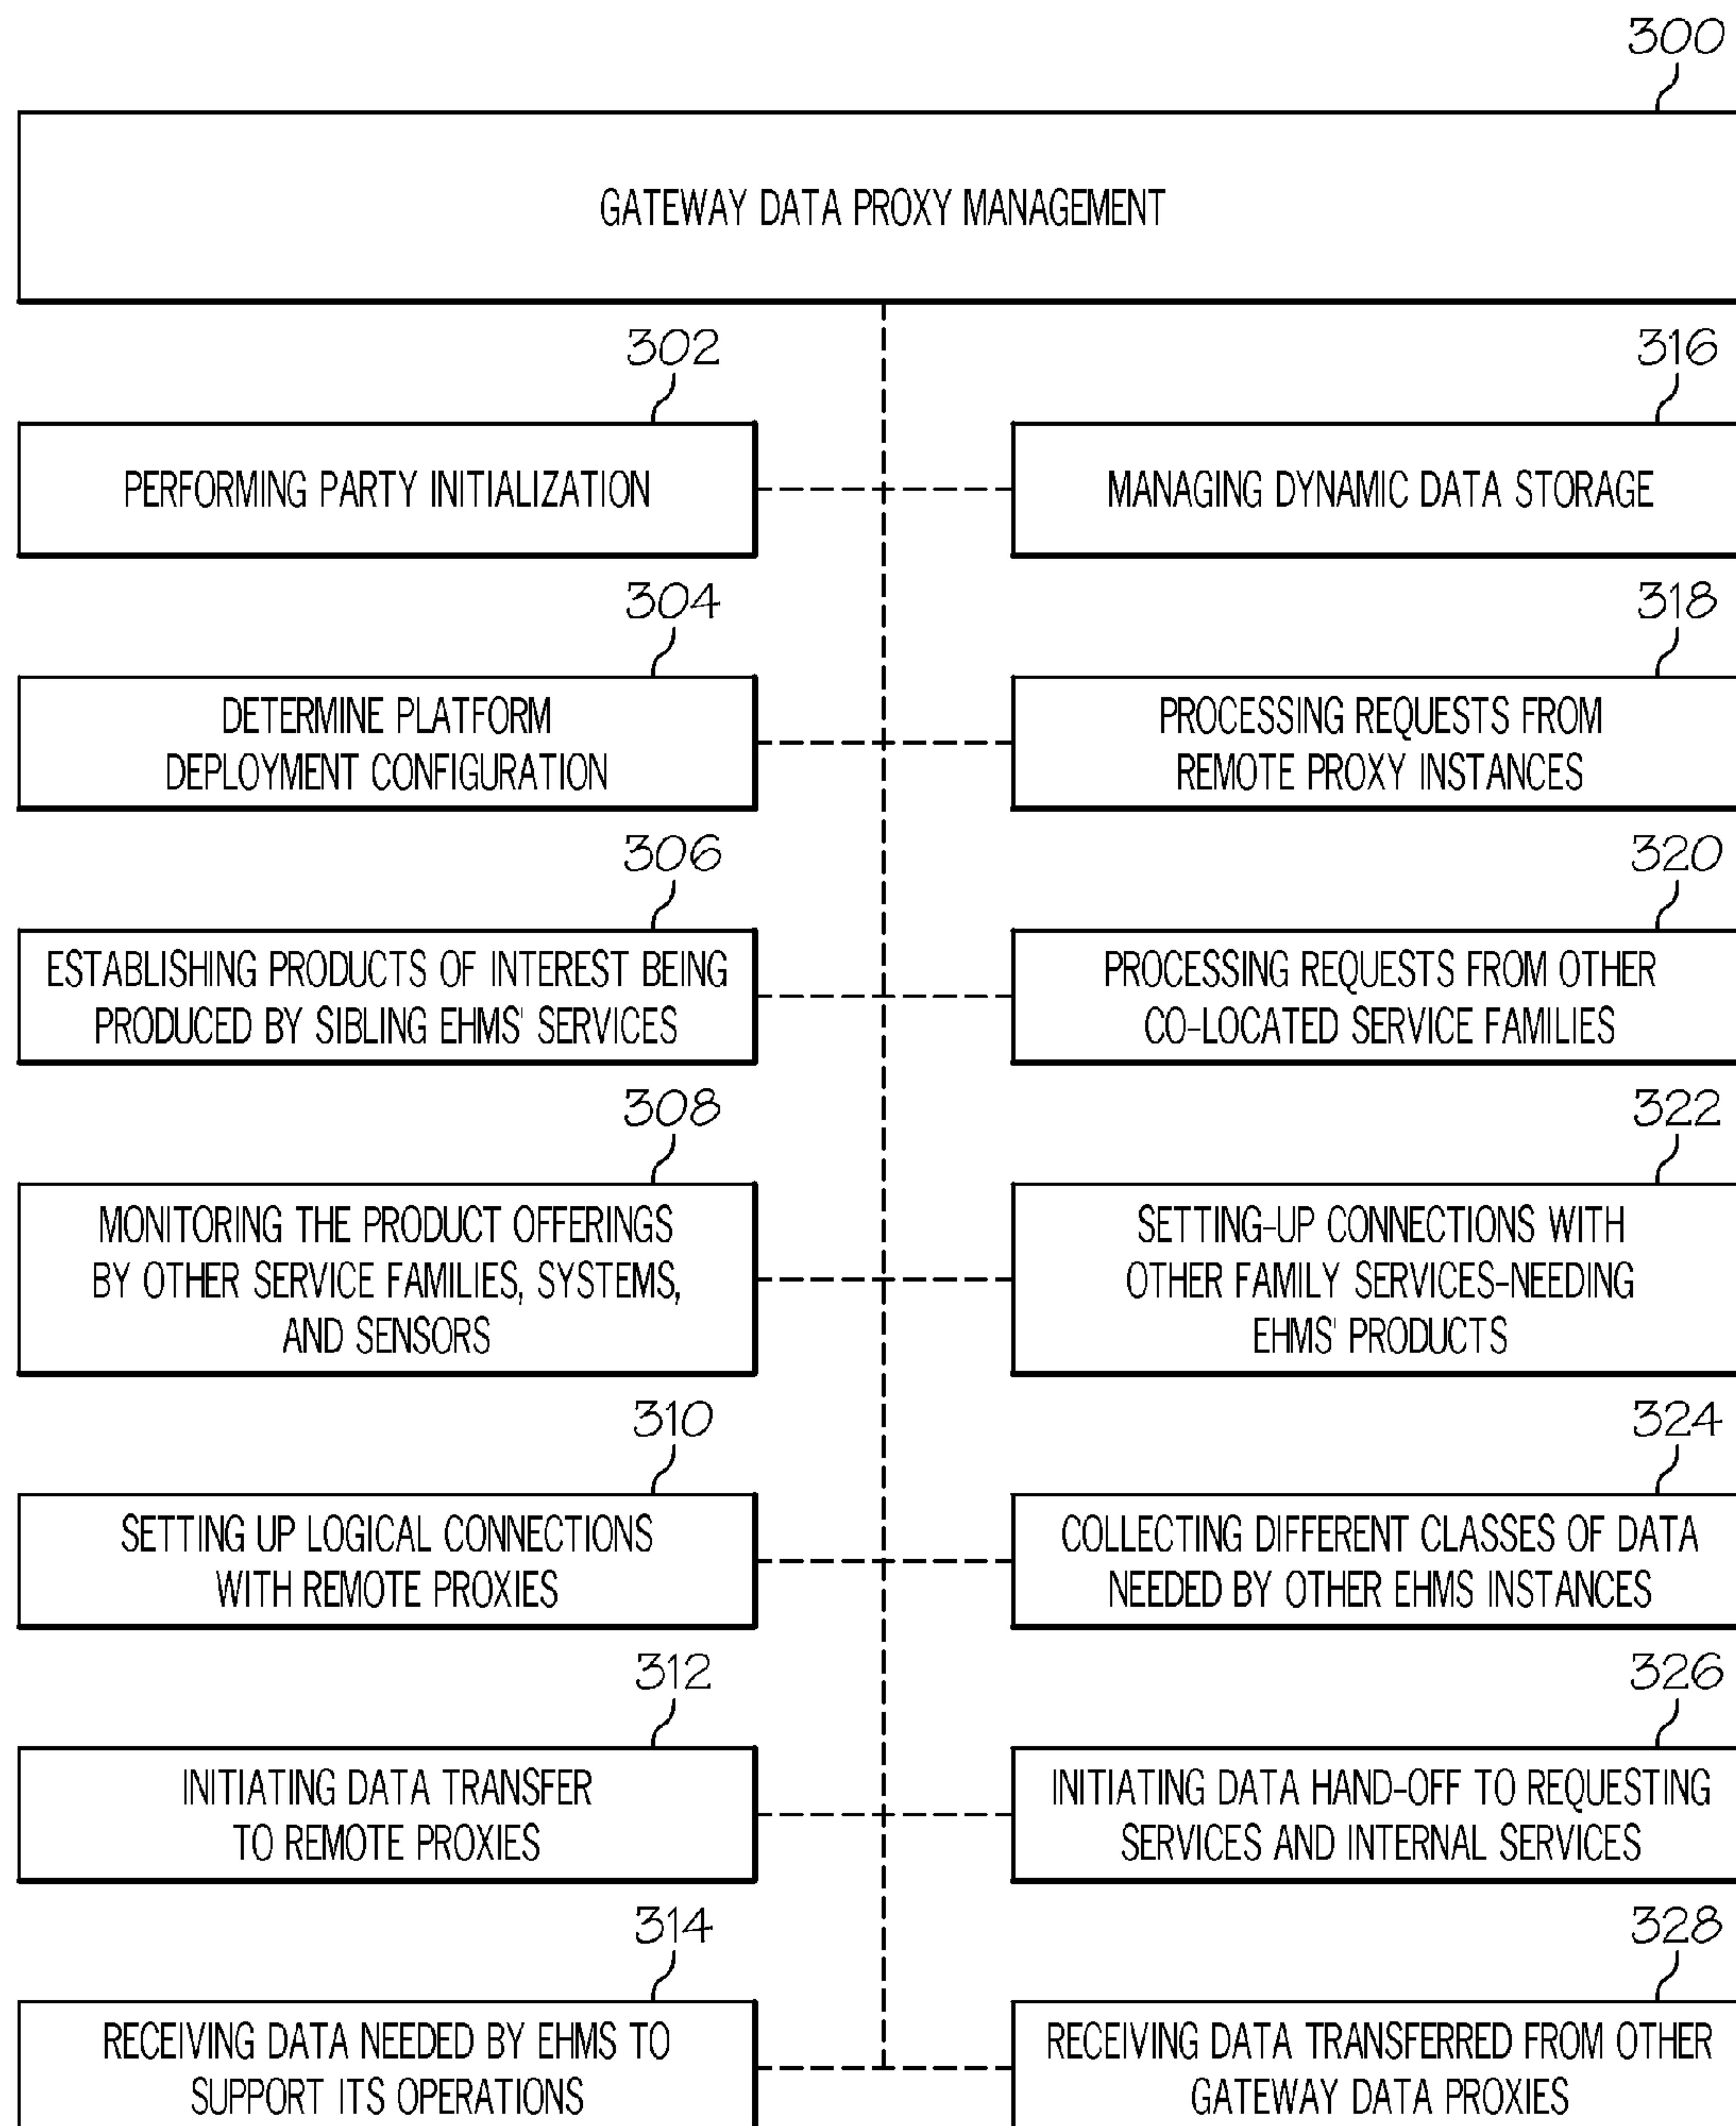 300
GATEWAY DATA PROXY MANAGEMENT
302
PERFORMING PARTY INITIALIZATION
304
DETERMINE PLATFORM
DEPLOYMENT CONFIGURATION
306
ESTABLISHING PRODUCTS OF INTEREST BEING
PRODUCED BY SIBLING EHMS' SERVICES
308
MONITORING THE PRODUCT OFFERINGS
BY OTHER SERVICE FAMILIES, SYSTEMS,
AND SENSORS
310
SETTING UP LOGICAL CONNECTIONS
WITH REMOTE PROXIES
312
INITIATING DATA TRANSFER
TO REMOTE PROXIES
314
RECEIVING DATA NEEDED BY EHMS TO
SUPPORT ITS OPERATIONS
316
MANAGING DYNAMIC DATA STORAGE
318
PROCESSING REQUESTS FROM
REMOTE PROXY INSTANCES
320
PROCESSING REQUESTS FROM OTHER
CO-LOCATED SERVICE FAMILIES
322
SETTING-UP CONNECTIONS WITH
OTHER FAMILY SERVICES-NEEDING
EHMS' PRODUCTS
324
COLLECTING DIFFERENT CLASSES OF DATA
NEEDED BY OTHER EHMS INSTANCES
326
INITIATING DATA HAND-OFF TO REQUESTING
SERVICES AND INTERNAL SERVICES
328
RECEIVING DATA TRANSFERRED FROM OTHER
GATEWAY DATA PROXIES